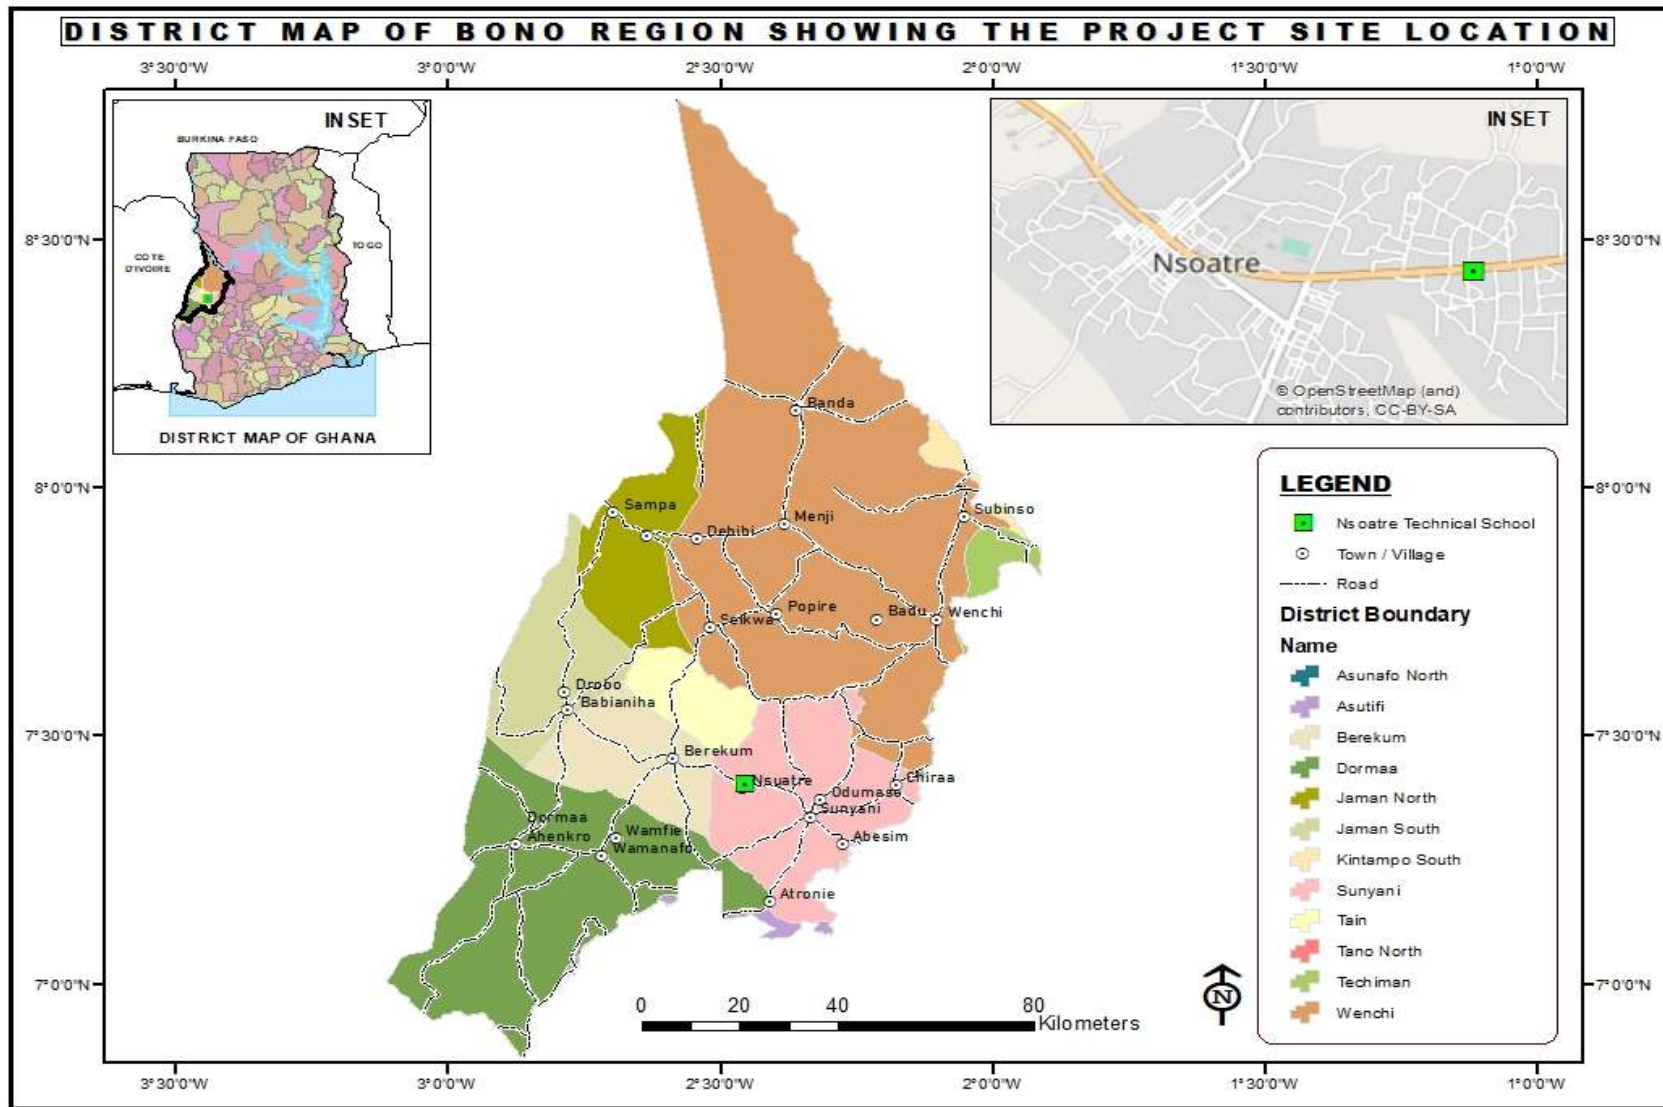 DISTRICT MAP OF BONO REGION SHOWING THE PROJECT SITE LOCATION
3°30'0"W 3°0'0"W 2°30'0"W 2°0'0"W 1°30'0"W 1°0'0"W
INSET
BURKINA FASO
COTE
D'IVOIRE
TOGO
DISTRICT MAP OF GHANA
INSET
Nsoatre
© OpenStreetMap (and)
contributors, CC-BY-SA
8°30'0"N 8°30'0"N
8°0'0"N 8°0'0"N
7°30'0"N 7°30'0"N
7°0'0"N 7°0'0"N
Banda
Sampa
Debibi
Menji
Subinso
Seikwa
Popire
Badu
Wenchi
Drobo
Babianiha
Berekum
Nsuatre
Chiraa
Odumase
Sunyani
Abesim
Dormaa
Ahenkro
Wamfie
Wamanafo
Atronie
LEGEND
Nsoatre Technical School
Town / Village
Road
District Boundary
Name
Asunafo North
Asutifi
Berekum
Dormaa
Jaman North
Jaman South
Kintampo South
Sunyani
Tain
Tano North
Techiman
Wenchi
N
0 20 40 80
Kilometers
3°30'0"W 3°0'0"W 2°30'0"W 2°0'0"W 1°30'0"W 1°0'0"W